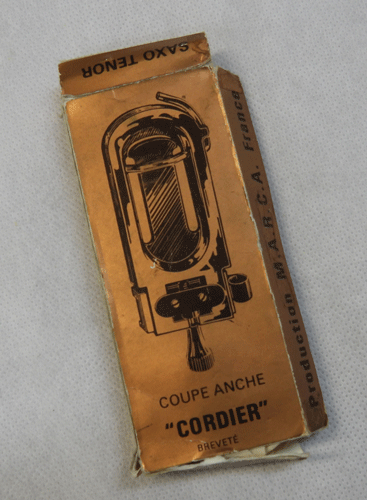 SAXO TENOR
COUPE ANCHE
"CORDIER"
BREVETÉ
Production M.A.R.C.A. France